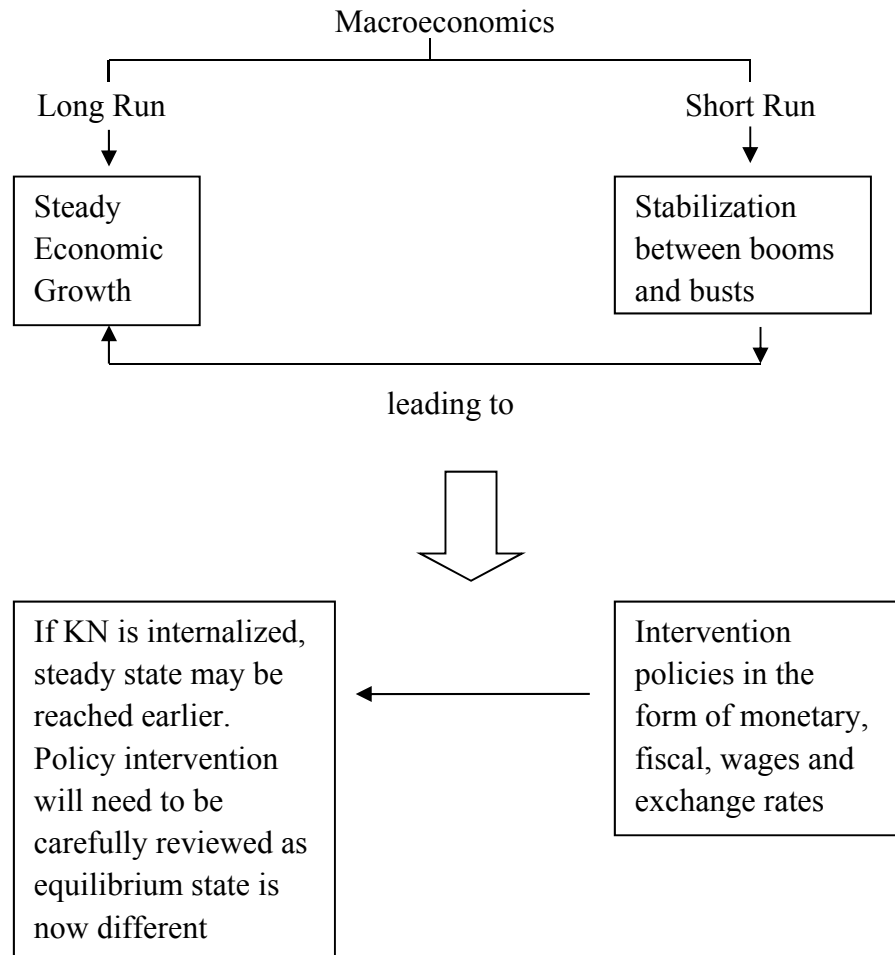 Macroeconomics
Long Run
Short Run
Steady
Economic
Growth
Stabilization
between booms
and busts
leading to
If KN is internalized,
steady state may be
reached earlier.
Policy intervention
will need to be
carefully reviewed as
equilibrium state is
now different
Intervention
policies in the
form of monetary,
fiscal, wages and
exchange rates